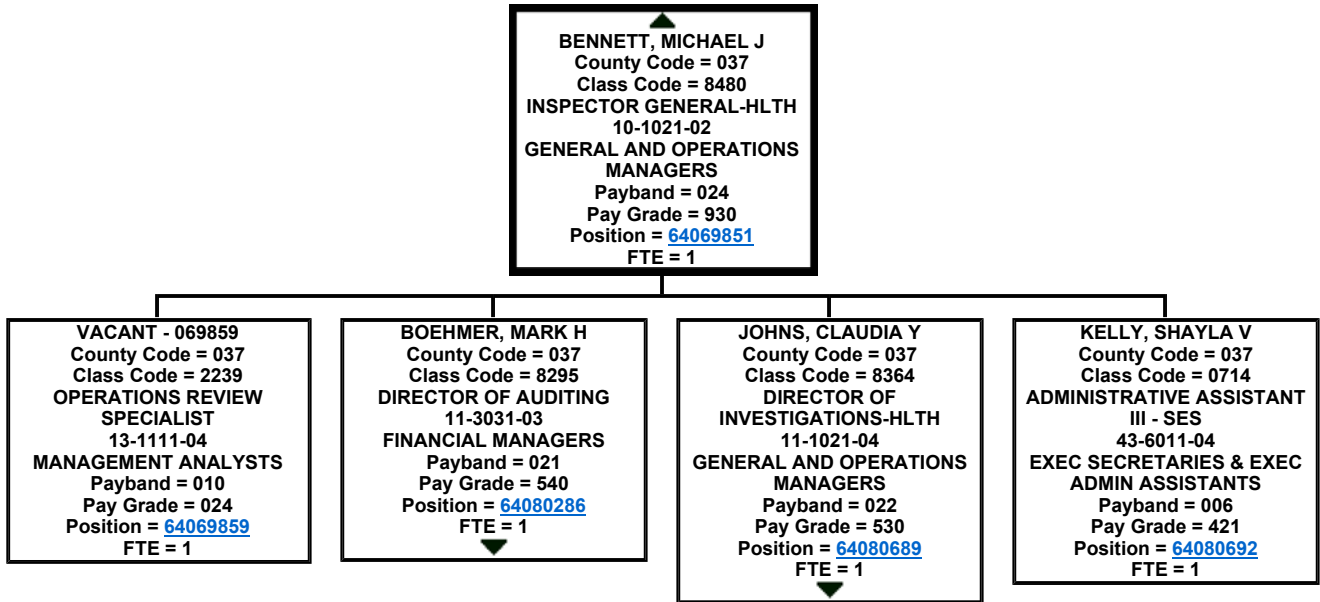 BENNETT, MICHAEL J
County Code = 037
Class Code = 8480
INSPECTOR GENERAL-HLTH
10-1021-02
GENERAL AND OPERATIONS
MANAGERS
Payband = 024
Pay Grade = 930
Position = 64069851
FTE = 1
VACANT - 069859
County Code = 037
Class Code = 2239
OPERATIONS REVIEW
SPECIALIST
13-1111-04
MANAGEMENT ANALYSTS
Payband = 010
Pay Grade = 024
Position = 64069859
FTE = 1
BOEHMER, MARK H
County Code = 037
Class Code = 8295
DIRECTOR OF AUDITING
11-3031-03
FINANCIAL MANAGERS
Payband = 021
Pay Grade = 540
Position = 64080286
FTE = 1
JOHNS, CLAUDIA Y
County Code = 037
Class Code = 8364
DIRECTOR OF
INVESTIGATIONS-HLTH
11-1021-04
GENERAL AND OPERATIONS
MANAGERS
Payband = 022
Pay Grade = 530
Position = 64080689
FTE = 1
KELLY, SHAYLA V
County Code = 037
Class Code = 0714
ADMINISTRATIVE ASSISTANT
III - SES
43-6011-04
EXEC SECRETARIES & EXEC
ADMIN ASSISTANTS
Payband = 006
Pay Grade = 421
Position = 64080692
FTE = 1